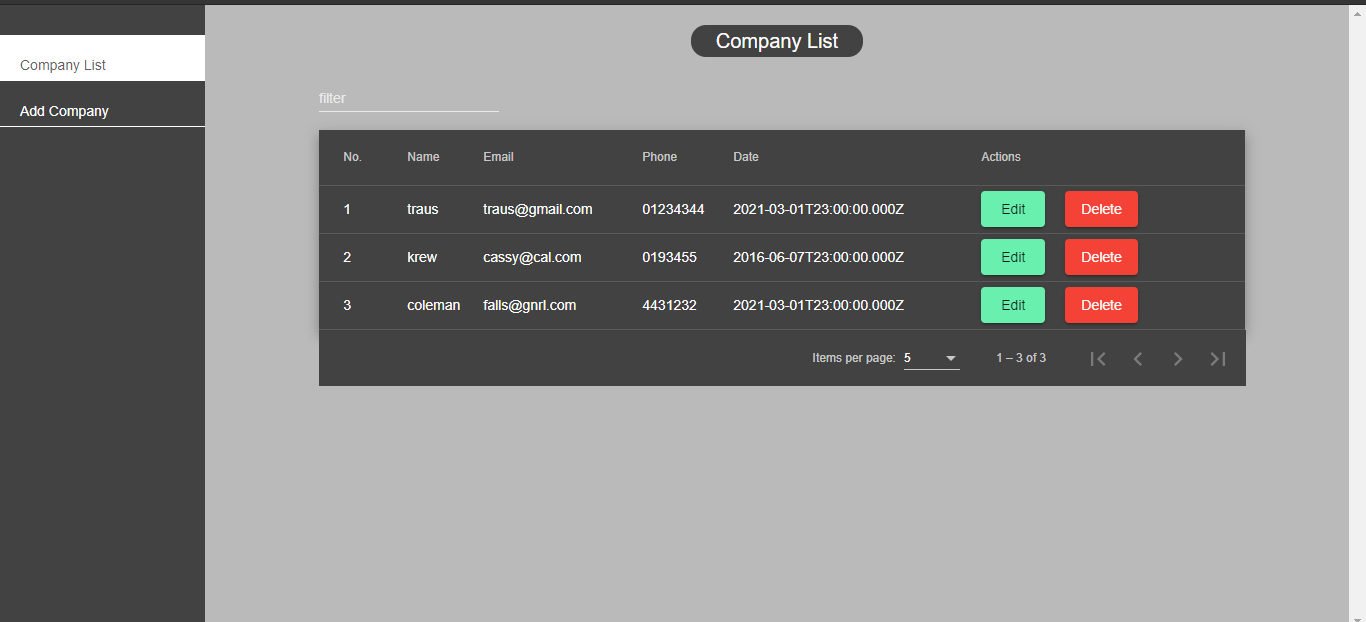 Company List
Company List
Add Company
filter
No. Name Email Phone Date Actions
1 traus traus@gmail.com 01234344 2021-03-01T23:00:00.000Z Edit Delete
2 krew cassy@cal.com 0193455 2016-06-07T23:00:00.000Z Edit Delete
3 coleman falls@gnrl.com 4431232 2021-03-01T23:00:00.000Z Edit Delete
Items per page: 5 1 – 3 of 3